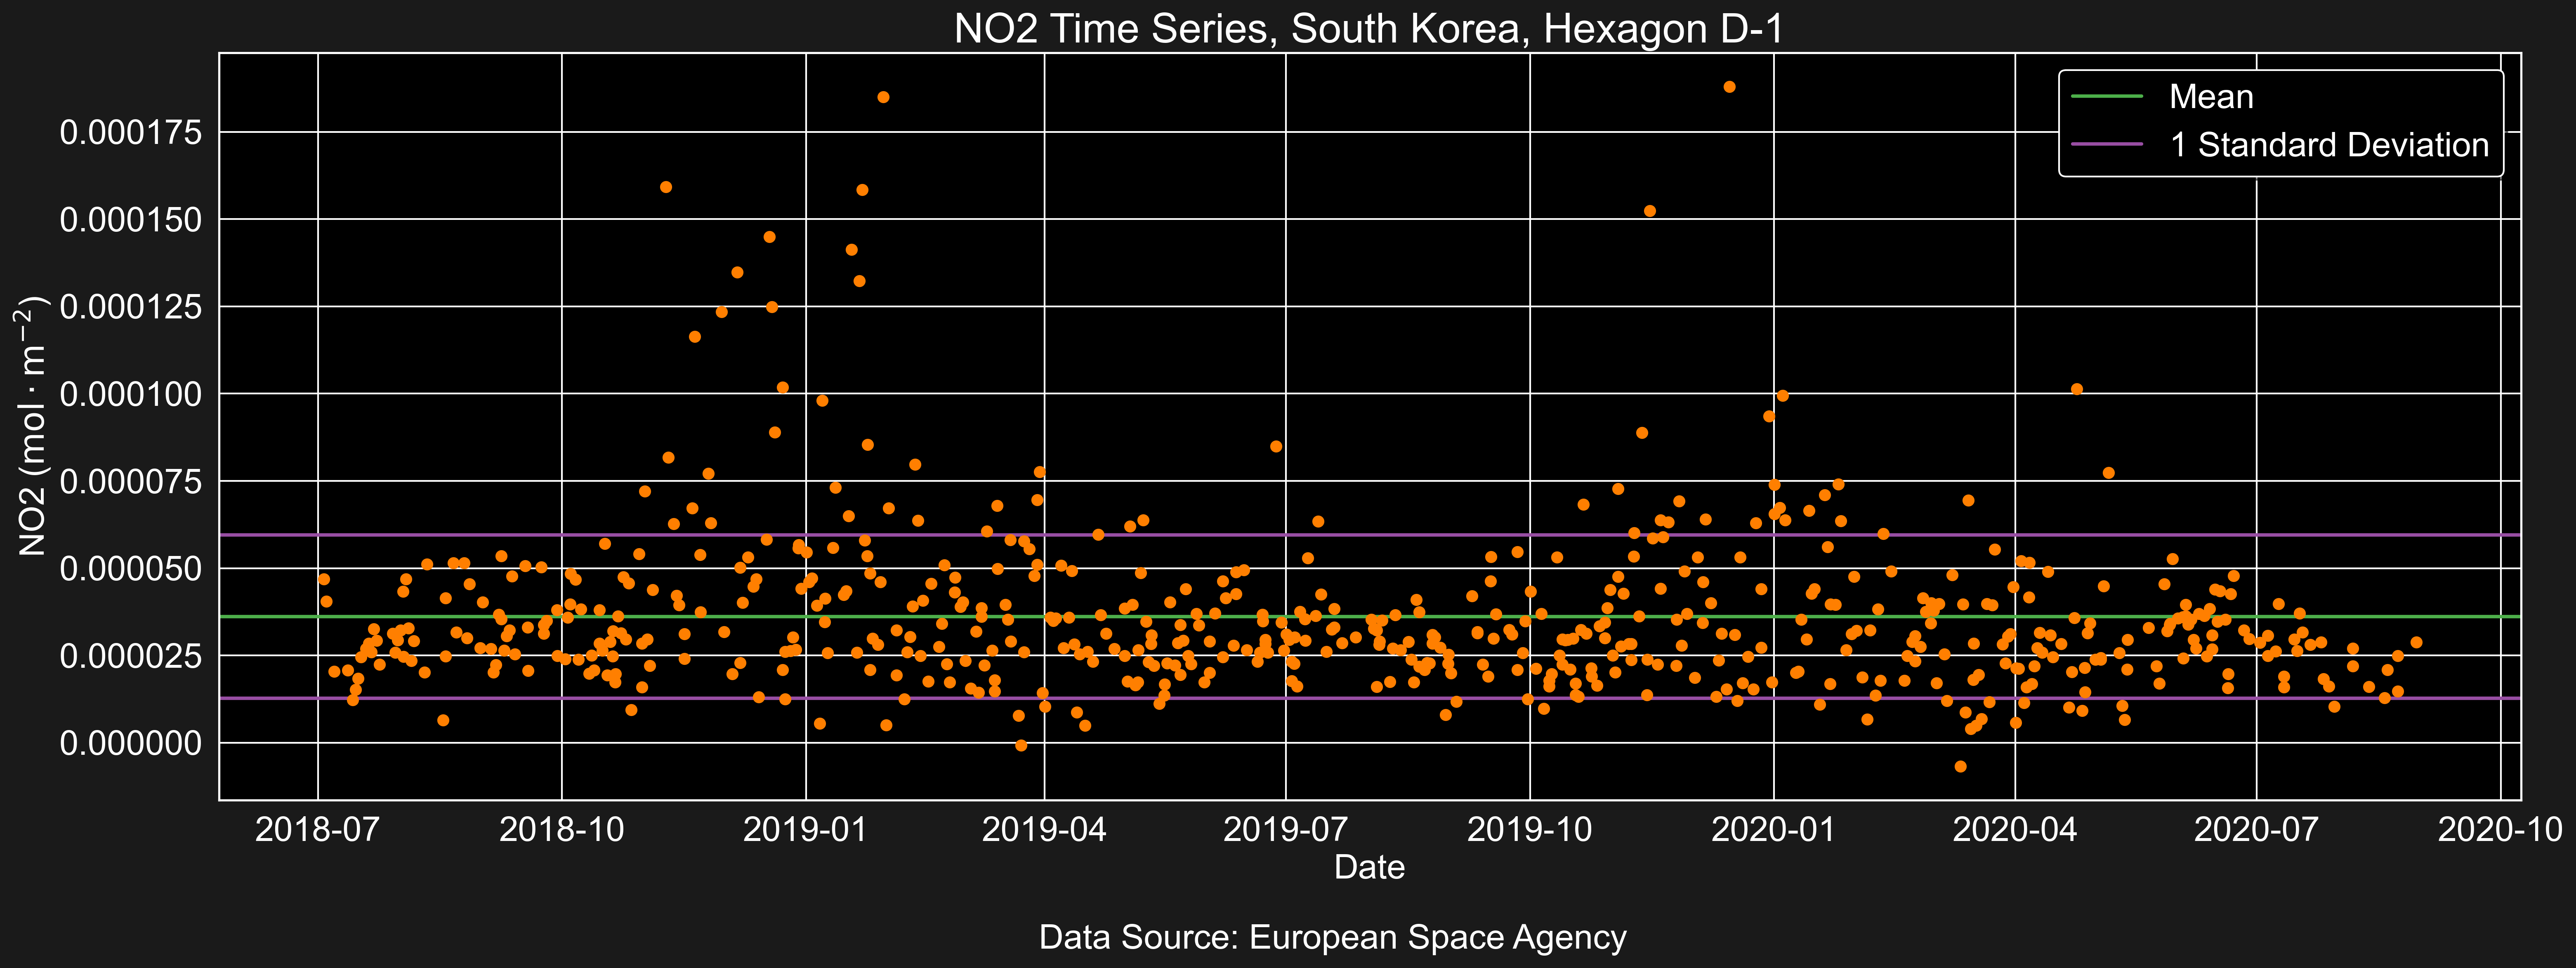 NO2 Time Series, South Korea, Hexagon D-1
Mean
1 Standard Deviation
NO2 (mol · m⁻²)
0.000175
0.000150
0.000125
0.000100
0.000075
0.000050
0.000025
0.000000
2018-07 2018-10 2019-01 2019-04 2019-07 2019-10 2020-01 2020-04 2020-07 2020-10
Date
Data Source: European Space Agency